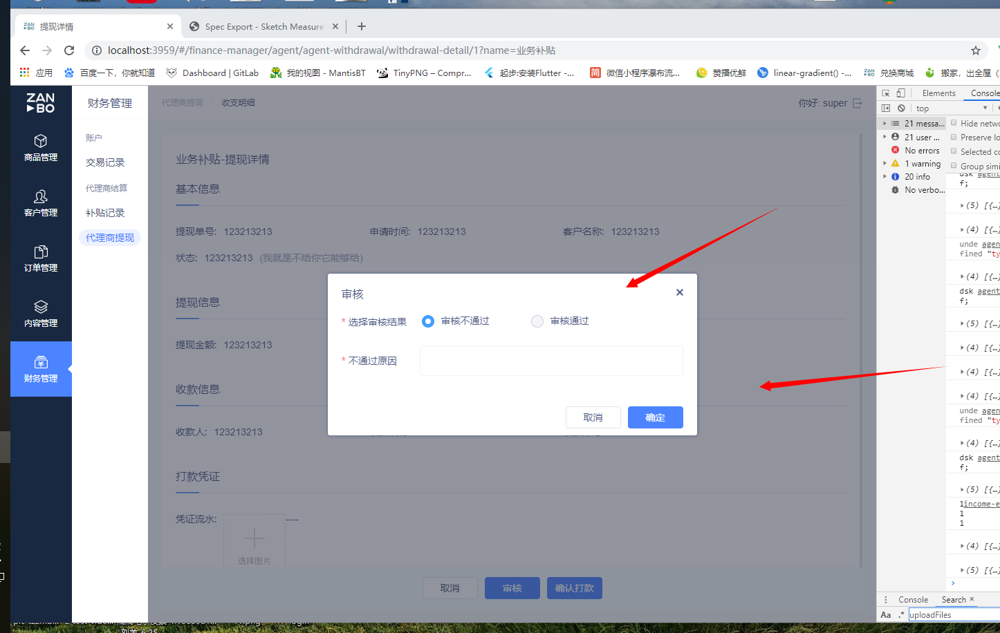 提现详情
Spec Export - Sketch Measure
localhost:3959/#/finance-manager/agent/agent-withdrawal/withdrawal-detail/1?name=业务补贴
应用 百度一下，你就知道 Dashboard | GitLab 我的视图 - MantisBT TinyPNG – Compr... 起步:安装Flutter -... 简 微信小程序瀑布流... 赞播优鲜 linear-gradient() -... 兑换商城 搬家，出全屋（
ZAN
BO
商品管理
客户管理
订单管理
内容管理
财务管理
财务管理
账户
交易记录
代理商结算
补贴记录
代理商提现
代理商提现 / 收支明细
你好: super
业务补贴-提现详情
基本信息
提现单号: 123213213 申请时间: 123213213 客户名称: 123213213
状态: 123213213 (我就是不给你它能够给)
提现信息
提现金额: 123213213
收款信息
收款人: 123213213
打款凭证
凭证流水: ----
选择图片
取消 审核 确认打款
审核
* 选择审核结果 审核不通过 审核通过
* 不通过原因
取消 确定
Elements Console
top
21 messa...
21 user ...
No errors
1 warning
20 info
No verbo...
Hide netw
Preserve lo
Selected co
Group simi
dsk agent
f;
(5) [{…}
(4) [{…}
unde agen
fined "ty
(4) [{…}
dsk agent
f;
(5) [{…}
(4) [{…}
(4) [{…}
(4) [{…}
unde agen
fined "ty
(4) [{…}
dsk agent
f;
(5) [{…}
1income-e
1
1
(4) [{…}
(5) [{…}
Console Search
Aa .* uploadFiles